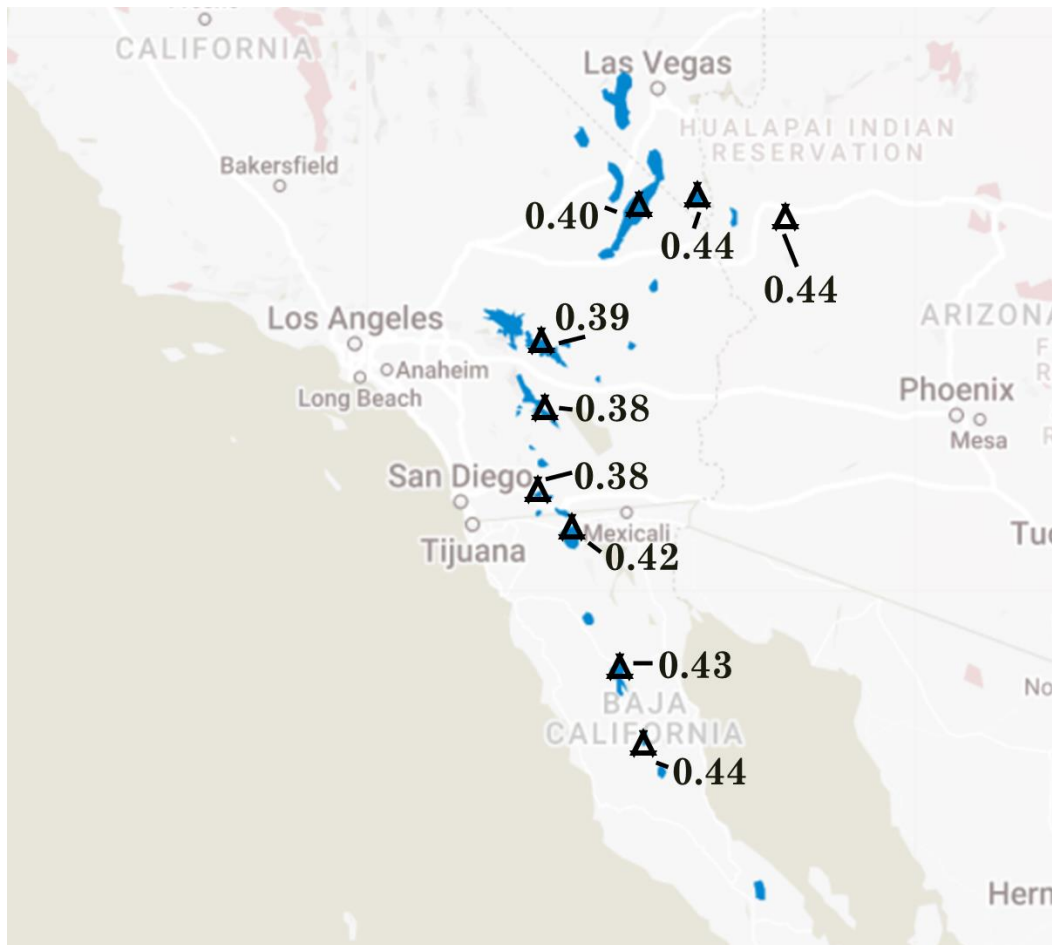 CALIFORNIA
Las Vegas
HUALAPAI INDIAN
RESERVATION
Bakersfield
0.40
0.44
0.44
Los Angeles
0.39
ARIZONA
Anaheim
Long Beach
0.38
Phoenix
Mesa
San Diego
0.38
Mexicali
Tijuana
0.42
0.43
BAJA
CALIFORNIA
0.44